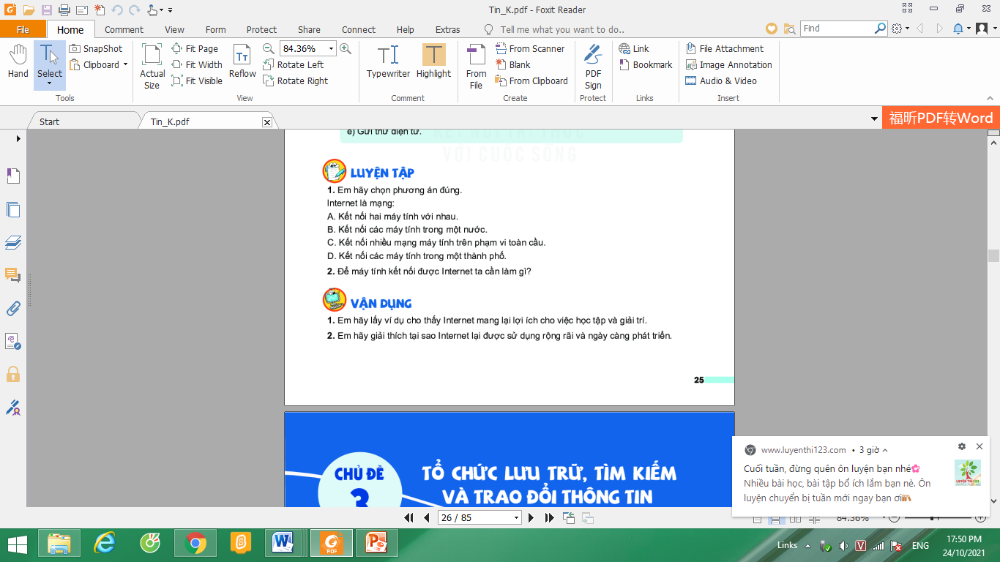 Tin_K.pdf - Foxit Reader
File Home Comment View Form Protect Share Connect Help Extras Tell me what you want to do.. Find
Hand
Select
SnapShot
Clipboard
Tools
Actual Size
Fit Page
Fit Width
Fit Visible
Reflow
84.36%
Rotate Left
Rotate Right
View
Typewriter
Highlight
Comment
From File
From Scanner
Blank
From Clipboard
Create
PDF Sign
Protect
Link
Bookmark
Links
File Attachment
Image Annotation
Audio & Video
Insert
Start
Tin_K.pdf
福昕PDF转Word
e) Gửi thư điện tử.
KẾT NỐI TRI THỨC
VỚI CUỘC SỐNG
LUYỆN TẬP
1. Em hãy chọn phương án đúng.
Internet là mạng:
A. Kết nối hai máy tính với nhau.
B. Kết nối các máy tính trong một nước.
C. Kết nối nhiều mạng máy tính trên phạm vi toàn cầu.
D. Kết nối các máy tính trong một thành phố.
2. Để máy tính kết nối được Internet ta cần làm gì?
VẬN DỤNG
1. Em hãy lấy ví dụ cho thấy Internet mang lại lợi ích cho việc học tập và giải trí.
2. Em hãy giải thích tại sao Internet lại được sử dụng rộng rãi và ngày càng phát triển.
25
CHỦ ĐỀ
3
TỔ CHỨC LƯU TRỮ, TÌM KIẾM
VÀ TRAO ĐỔI THÔNG TIN
www.luyenthi123.com • 3 giờ
Cuối tuần, đừng quên ôn luyện bạn nhé🌸
Nhiều bài học, bài tập bổ ích lắm bạn nè. Ôn
luyện chuyển bị tuần mới ngay bạn ơi
LUYỆN THI 123
26 / 85
84.36%
Links
ENG
17:50 PM
24/10/2021